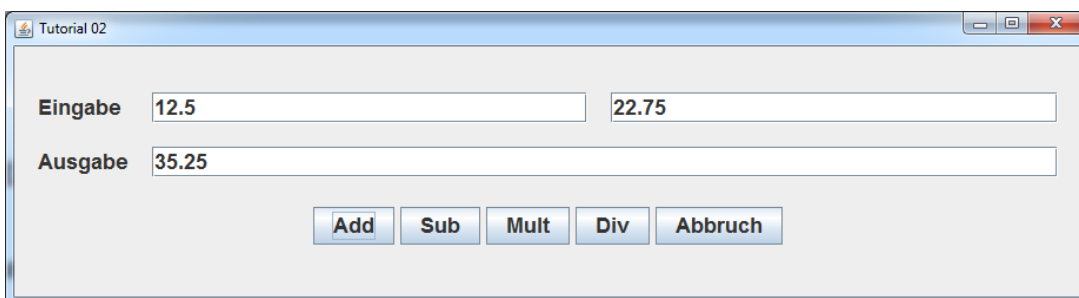 Tutorial 02
Eingabe 12.5 22.75
Ausgabe 35.25
Add Sub Mult Div Abbruch